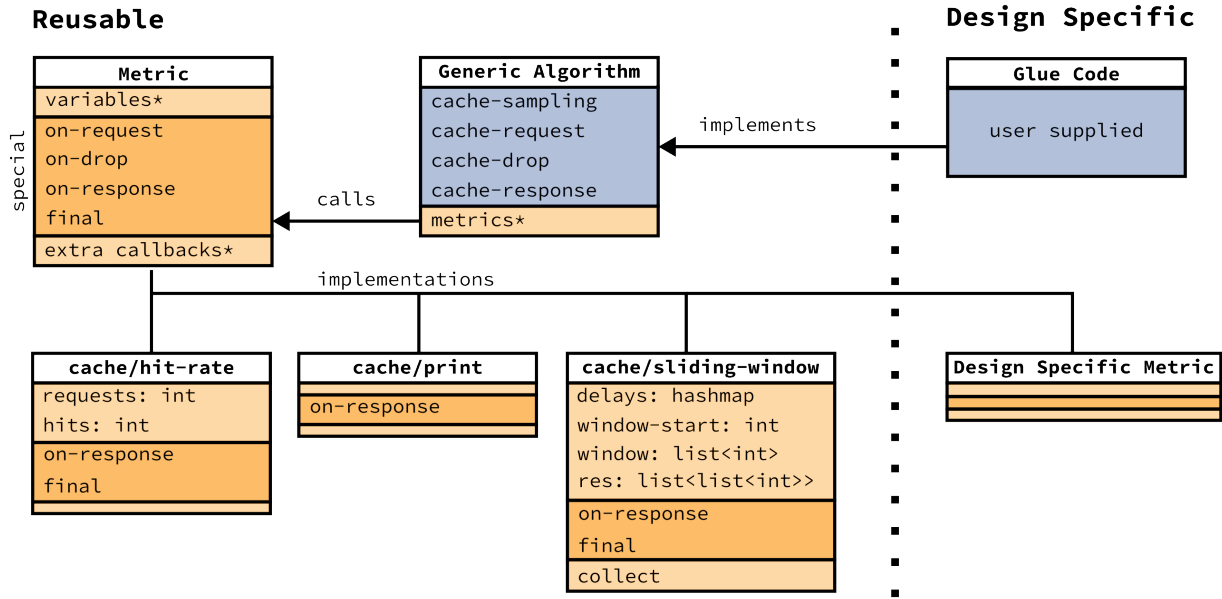 Reusable
Design Specific
Metric
variables*
special
on-request
on-drop
on-response
final
extra callbacks*
calls
Generic Algorithm
cache-sampling
cache-request
cache-drop
cache-response
metrics*
implements
Glue Code
user supplied
implementations
cache/hit-rate
requests: int
hits: int
on-response
final
cache/print
on-response
cache/sliding-window
delays: hashmap
window-start: int
window: list<int>
res: list<list<int>>
on-response
final
collect
Design Specific Metric